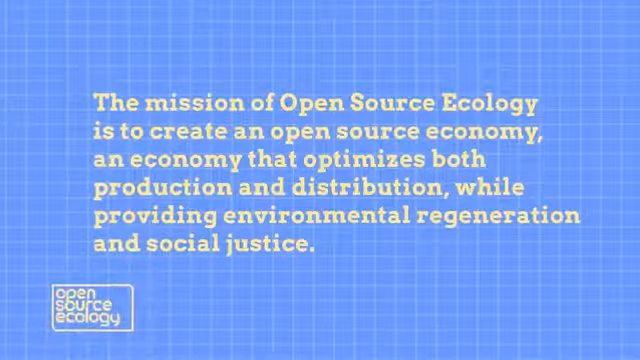 The mission of Open Source Ecology
is to create an open source economy,
an economy that optimizes both
production and distribution, while
providing environmental regeneration
and social justice.
open
source
ecology